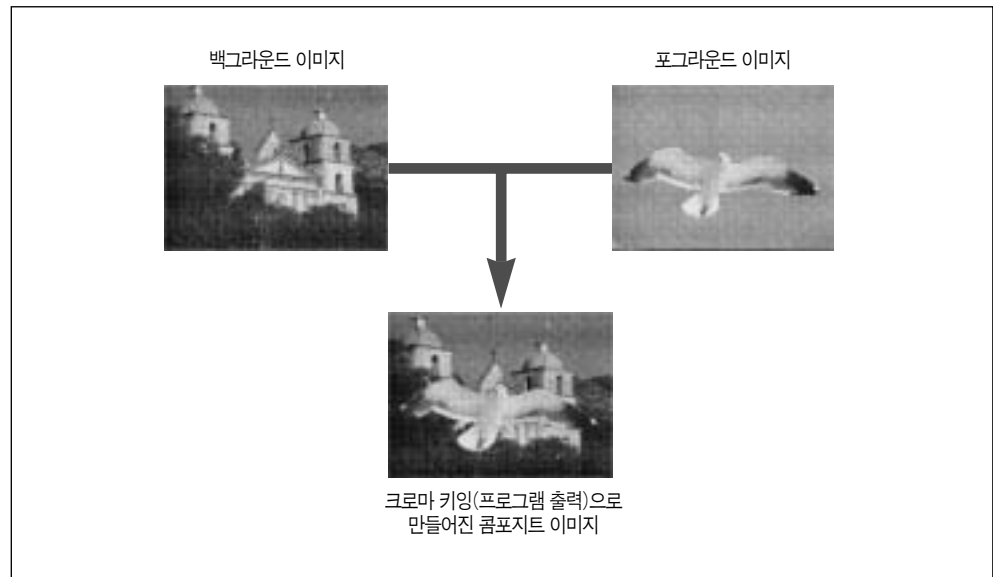 백그라운드 이미지
포그라운드 이미지
크로마 키잉(프로그램 출력)으로
만들어진 콤포지트 이미지